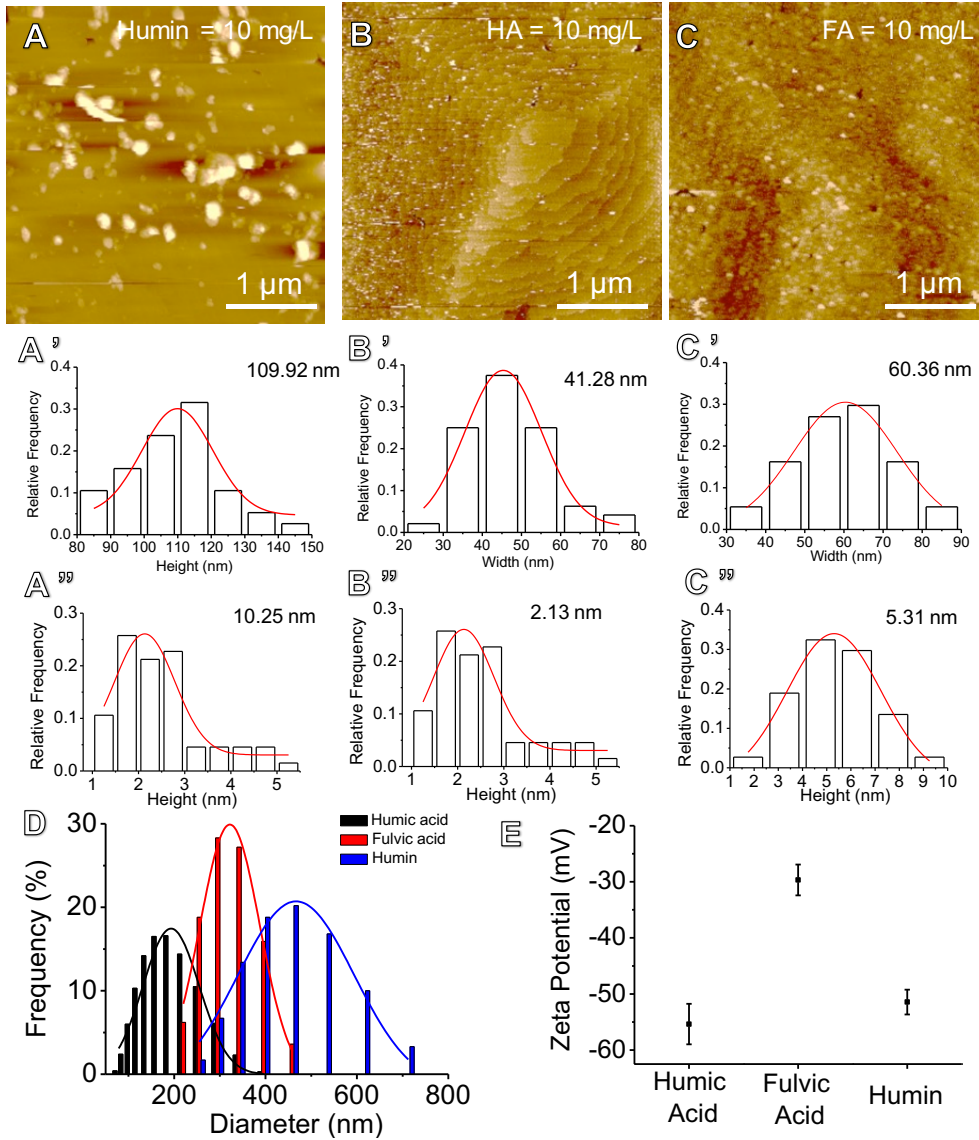 A
Humin = 10 mg/L
1 µm
B
HA = 10 mg/L
1 µm
C
FA = 10 mg/L
1 µm
A'
109.92 nm
Relative Frequency
0.4
0.3
0.2
0.1
0.0
80 90 100 110 120 130 140 150
Height (nm)
B'
41.28 nm
Relative Frequency
0.4
0.3
0.2
0.1
0.0
20 30 40 50 60 70 80
Width (nm)
C'
60.36 nm
Relative Frequency
0.4
0.3
0.2
0.1
0.0
30 40 50 60 70 80 90
Width (nm)
A"
10.25 nm
Relative Frequency
0.3
0.2
0.1
0.0
1 2 3 4 5
Height (nm)
B"
2.13 nm
Relative Frequency
0.3
0.2
0.1
0.0
1 2 3 4 5
Height (nm)
C"
5.31 nm
Relative Frequency
0.4
0.3
0.2
0.1
0.0
1 2 3 4 5 6 7 8 9 10
Height (nm)
D
Humic acid
Fulvic acid
Humin
Frequency (%)
30
20
10
0
200 400 600 800
Diameter (nm)
E
Zeta Potential (mV)
-20
-30
-40
-50
-60
Humic
Acid
Fulvic
Acid
Humin